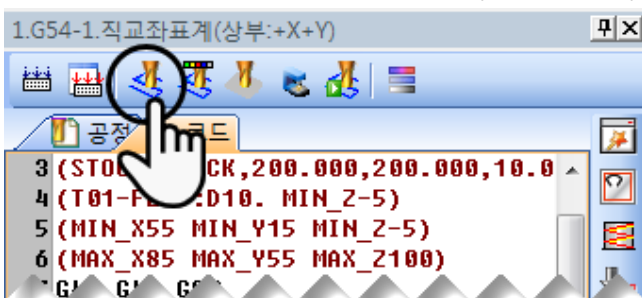 1.G54-1.직교좌표계(상부:+X+Y)
공정
코드
3 (STO CK,200.000,200.000,10.0
4 (T01-F :D10. MIN_Z-5)
5 (MIN_X55 MIN_Y15 MIN_Z-5)
6 (MAX_X85 MAX_Y55 MAX_Z100)